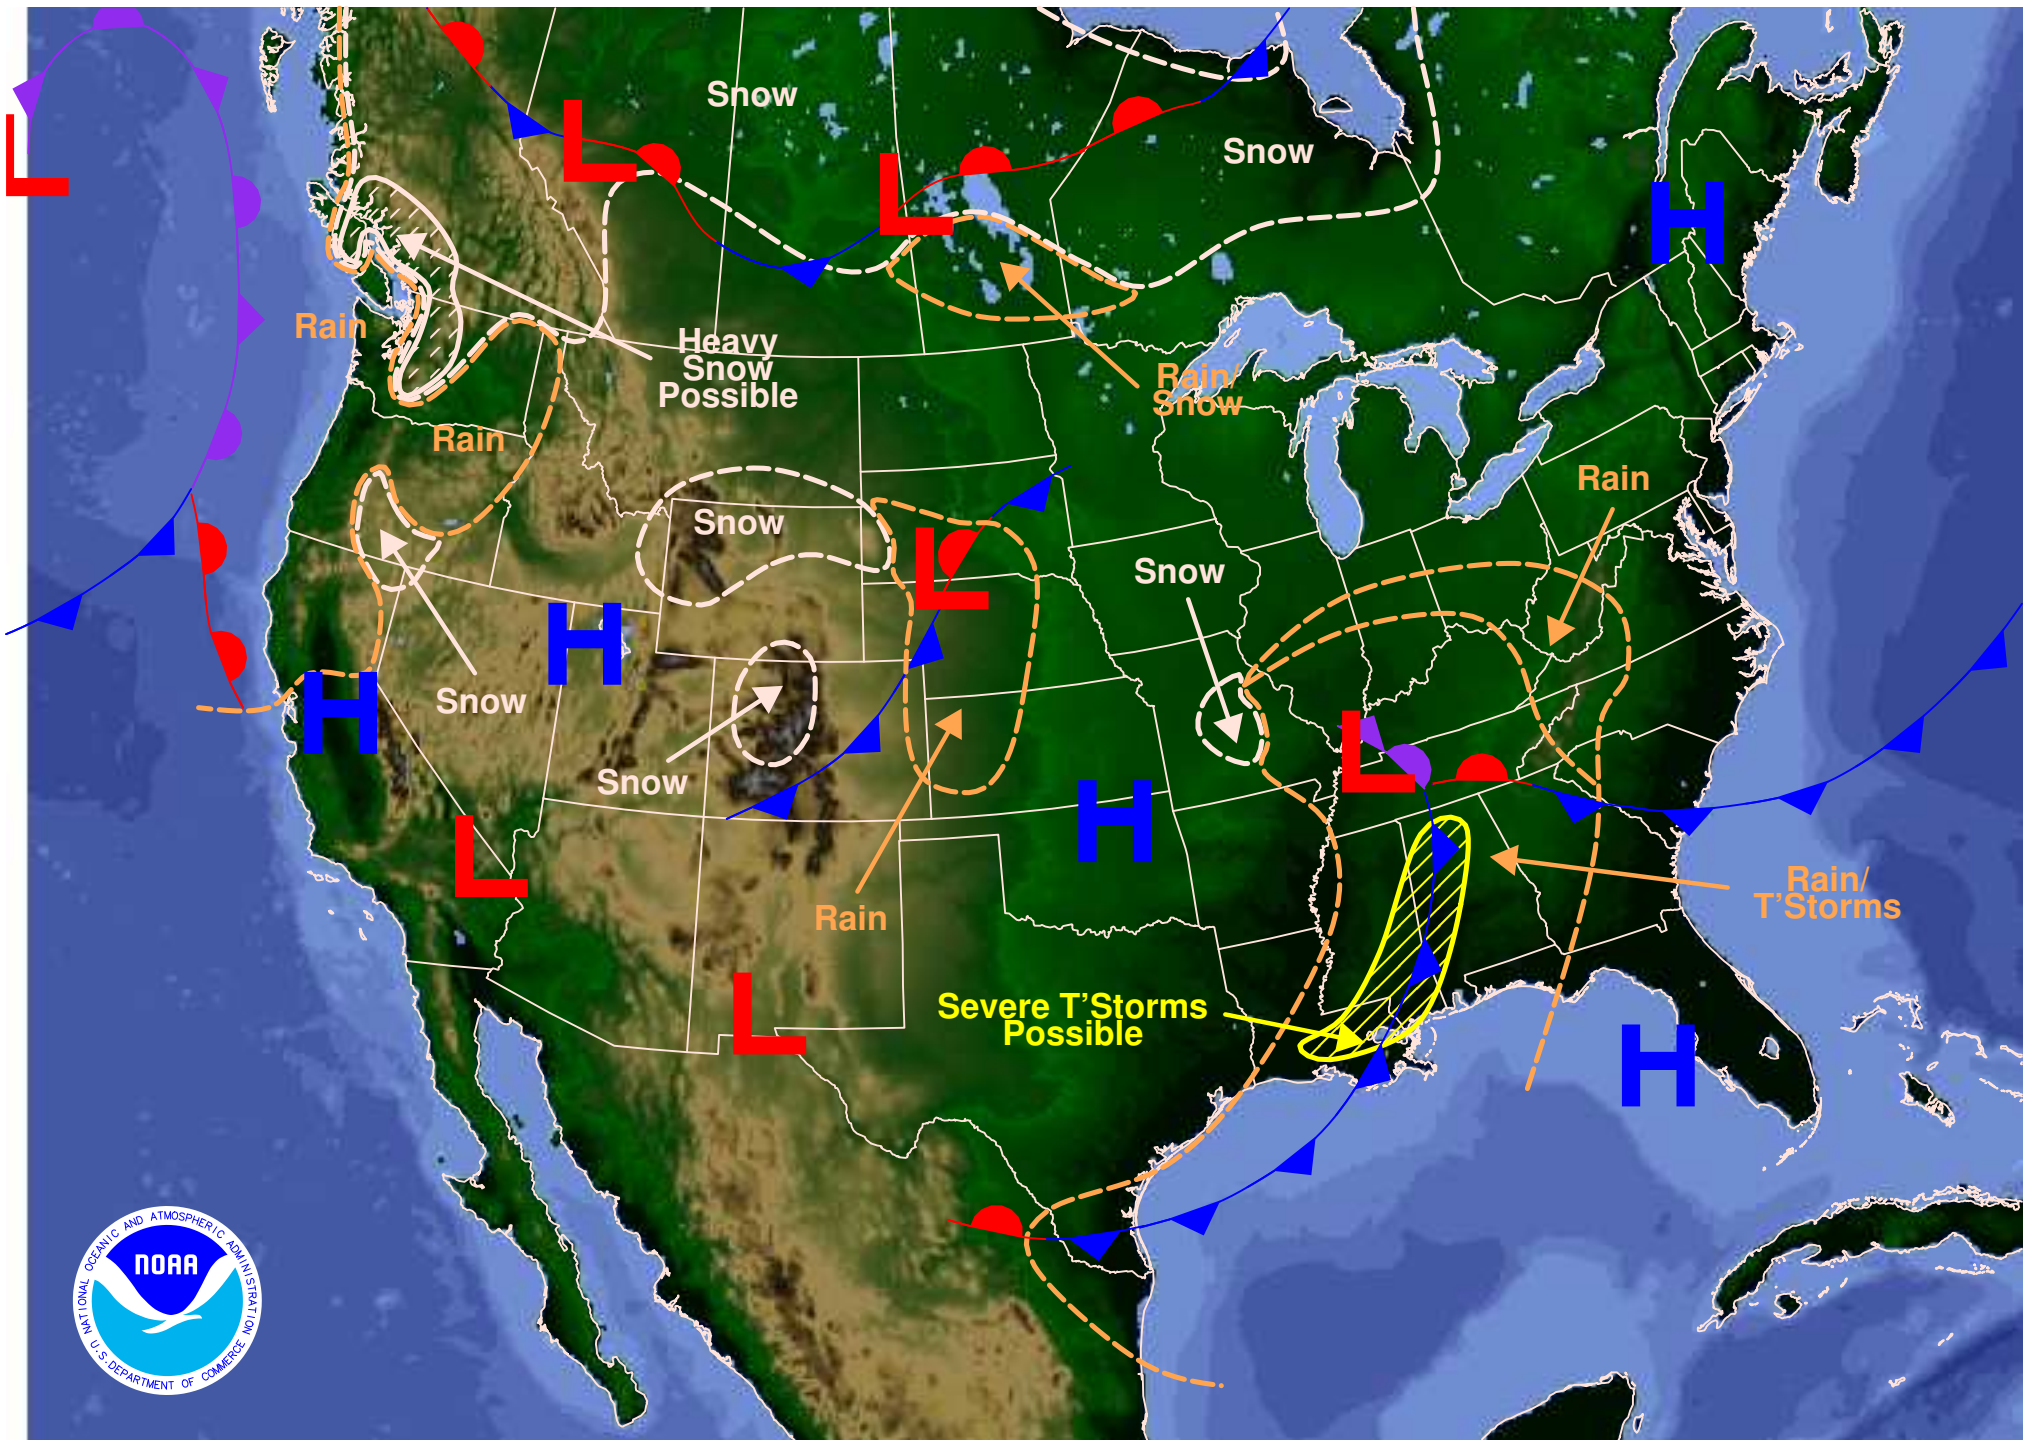 L
Snow
L
Snow
L
H
Rain
Heavy
Snow
Possible
Rain/
Snow
Rain
Rain
Snow
Snow
L
H
Snow
H
Snow
Snow
L
H
L
Rain
Rain/
T'Storms
L
Severe T'Storms
Possible
H
NATIONAL OCEANIC AND ATMOSPHERIC ADMINISTRATION
NOAA
U.S. DEPARTMENT OF COMMERCE